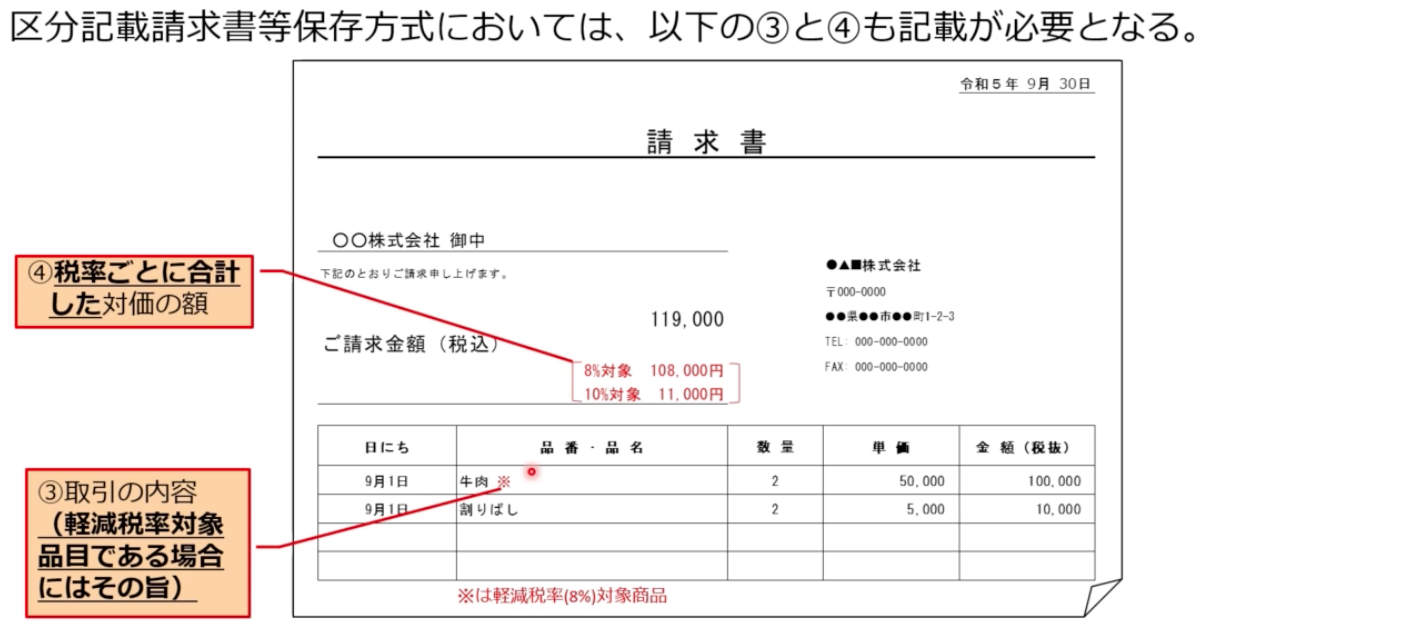 区分記載請求書等保存方式においては、以下の③と④も記載が必要となる。
令和5年 9月 30日
請 求 書
〇〇株式会社 御中
下記のとおりご請求申し上げます。
④税率ごとに合計
した対価の額
119,000
ご請求金額（税込）
8%対象 108,000円
10%対象 11,000円
●▲■株式会社
〒000-0000
●●県●●市●●町1-2-3
TEL: 000-000-0000
FAX: 000-000-0000
日にち 品 番 ・ 品 名 数 量 単 価 金 額（税抜）
9月1日 牛肉 ※ 2 50,000 100,000
9月1日 割りばし 2 5,000 10,000
③取引の内容
（軽減税率対象
品目である場合
にはその旨）
※は軽減税率(8%)対象商品